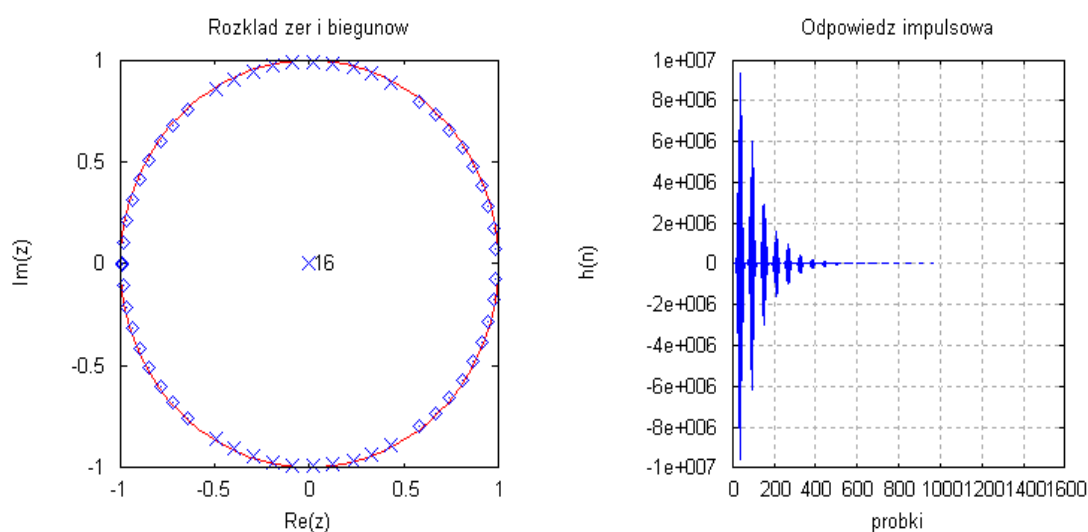 Rozklad zer i biegunow
1
0.5
0
-0.5
-1
Im(z)
16
-1
-0.5
0
0.5
1
Re(z)
Odpowiedz impulsowa
1e+007
8e+006
6e+006
4e+006
2e+006
0
-2e+006
-4e+006
-6e+006
-8e+006
-1e+007
h(n)
0
200
400
600
800
1000
1200
1400
1600
probki